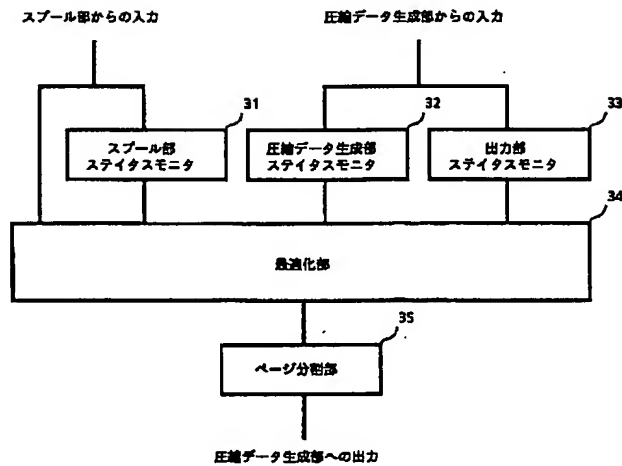 スプール部からの入力
圧縮データ生成部からの入力
31
スプール部
ステイタスモニタ
32
圧縮データ生成部
ステイタスモニタ
33
出力部
ステイタスモニタ
34
最適化部
35
ページ分割部
圧縮データ生成部への出力